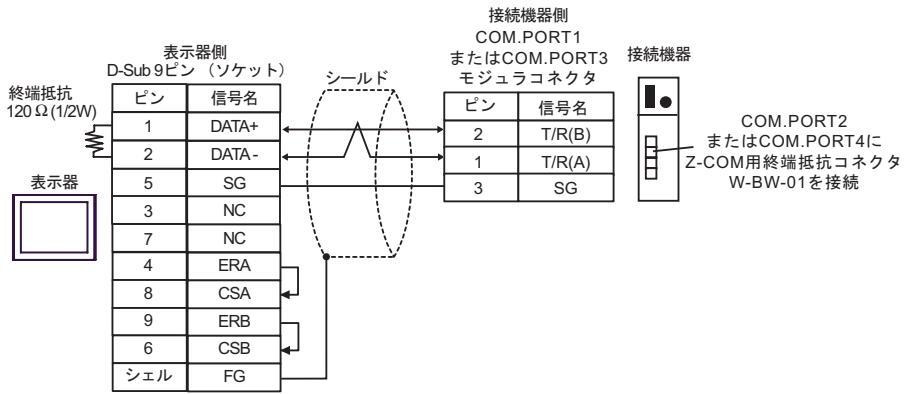 表示器側
D-Sub 9ピン （ソケット）
終端抵抗
120Ω(1/2W)
表示器
ピン 信号名
1 DATA+
2 DATA-
5 SG
3 NC
7 NC
4 ERA
8 CSA
9 ERB
6 CSB
シェル FG
シールド
接続機器側
COM.PORT1
またはCOM.PORT3
モジュラコネクタ
ピン 信号名
2 T/R(B)
1 T/R(A)
3 SG
接続機器
COM.PORT2
またはCOM.PORT4に
Z-COM用終端抵抗コネクタ
W-BW-01を接続